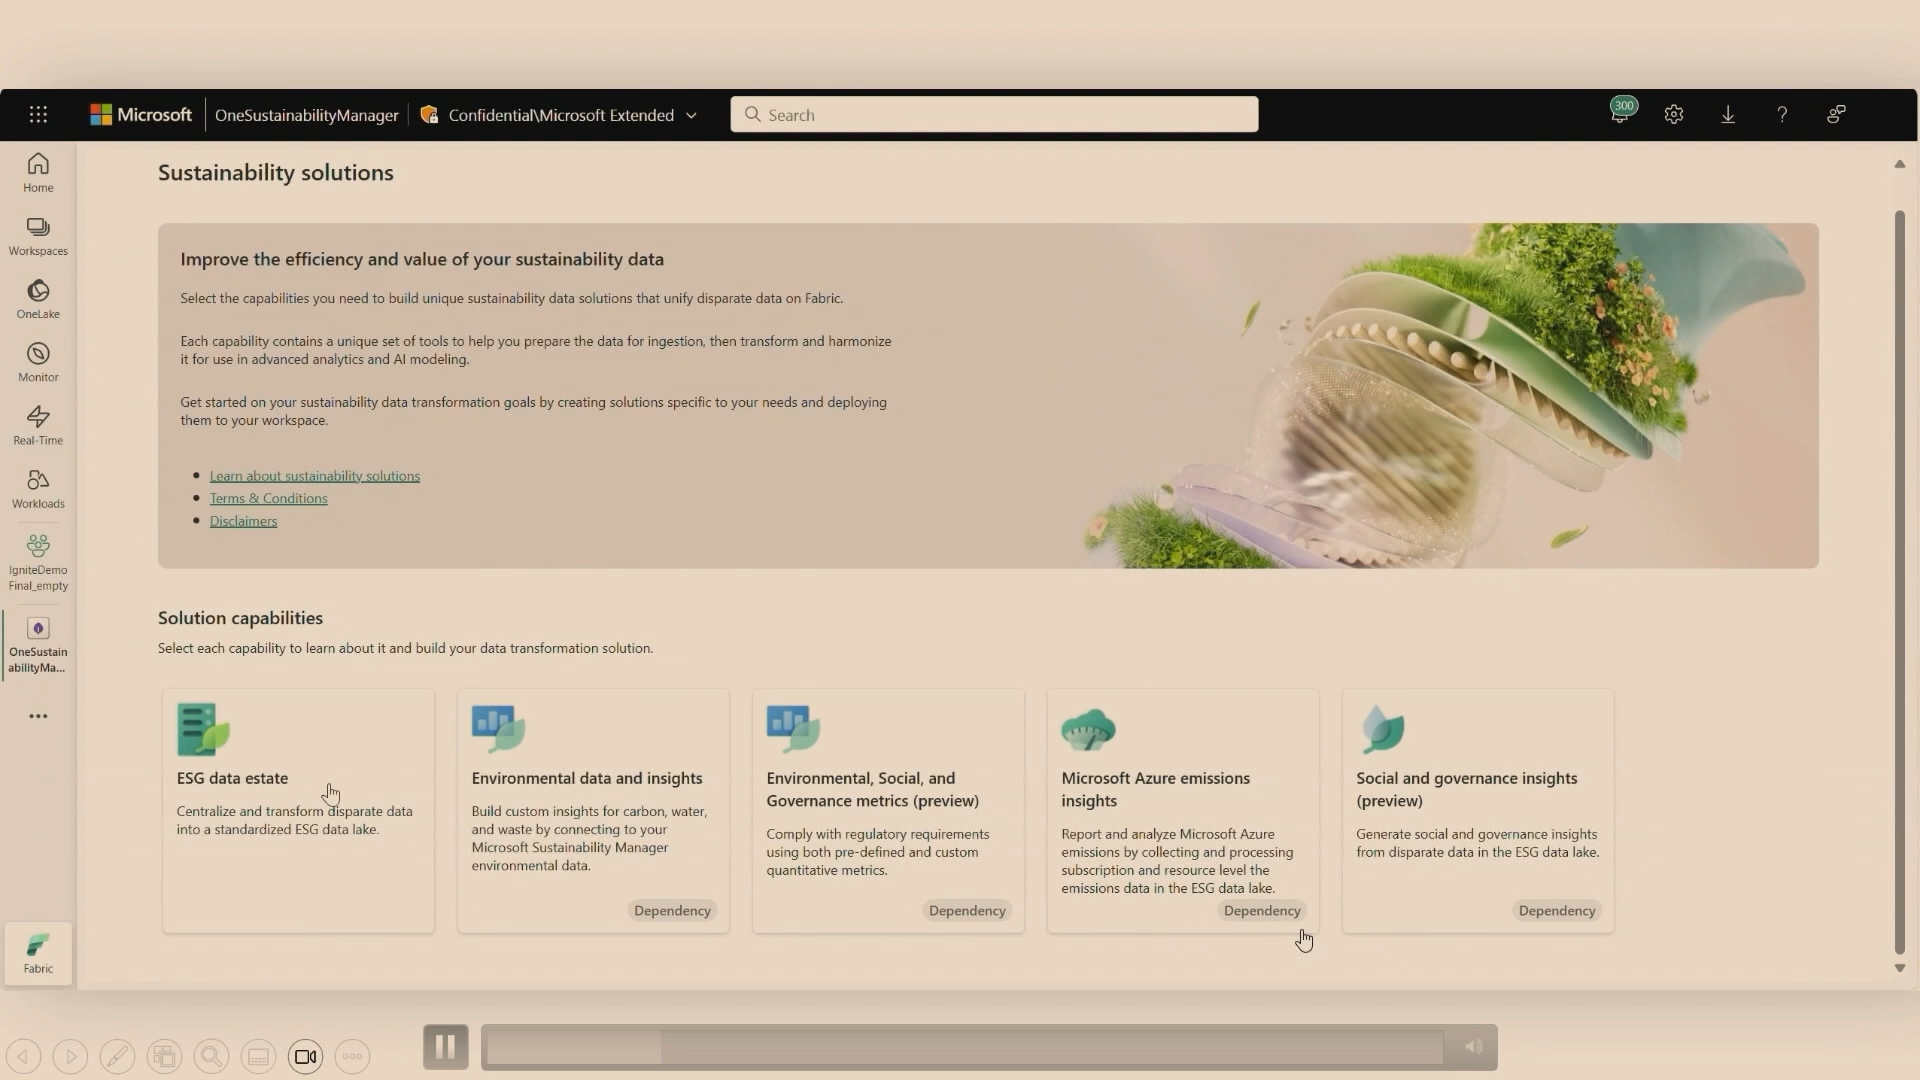 Microsoft
OneSustainabilityManager
Confidential\Microsoft Extended
Search
300
?
Home
Workspaces
OneLake
Monitor
Real-Time
Workloads
IgniteDemo
Final_empty
OneSustain
abilityMa...
Fabric
Sustainability solutions
Improve the efficiency and value of your sustainability data
Select the capabilities you need to build unique sustainability data solutions that unify disparate data on Fabric.
Each capability contains a unique set of tools to help you prepare the data for ingestion, then transform and harmonize
it for use in advanced analytics and AI modeling.
Get started on your sustainability data transformation goals by creating solutions specific to your needs and deploying
them to your workspace.
• Learn about sustainability solutions
• Terms & Conditions
• Disclaimers
Solution capabilities
Select each capability to learn about it and build your data transformation solution.
ESG data estate
Centralize and transform disparate data
into a standardized ESG data lake.
Environmental data and insights
Build custom insights for carbon, water,
and waste by connecting to your
Microsoft Sustainability Manager
environmental data.
Dependency
Environmental, Social, and
Governance metrics (preview)
Comply with regulatory requirements
using both pre-defined and custom
quantitative metrics.
Dependency
Microsoft Azure emissions
insights
Report and analyze Microsoft Azure
emissions by collecting and processing
subscription and resource level the
emissions data in the ESG data lake.
Dependency
Social and governance insights
(preview)
Generate social and governance insights
from disparate data in the ESG data lake.
Dependency